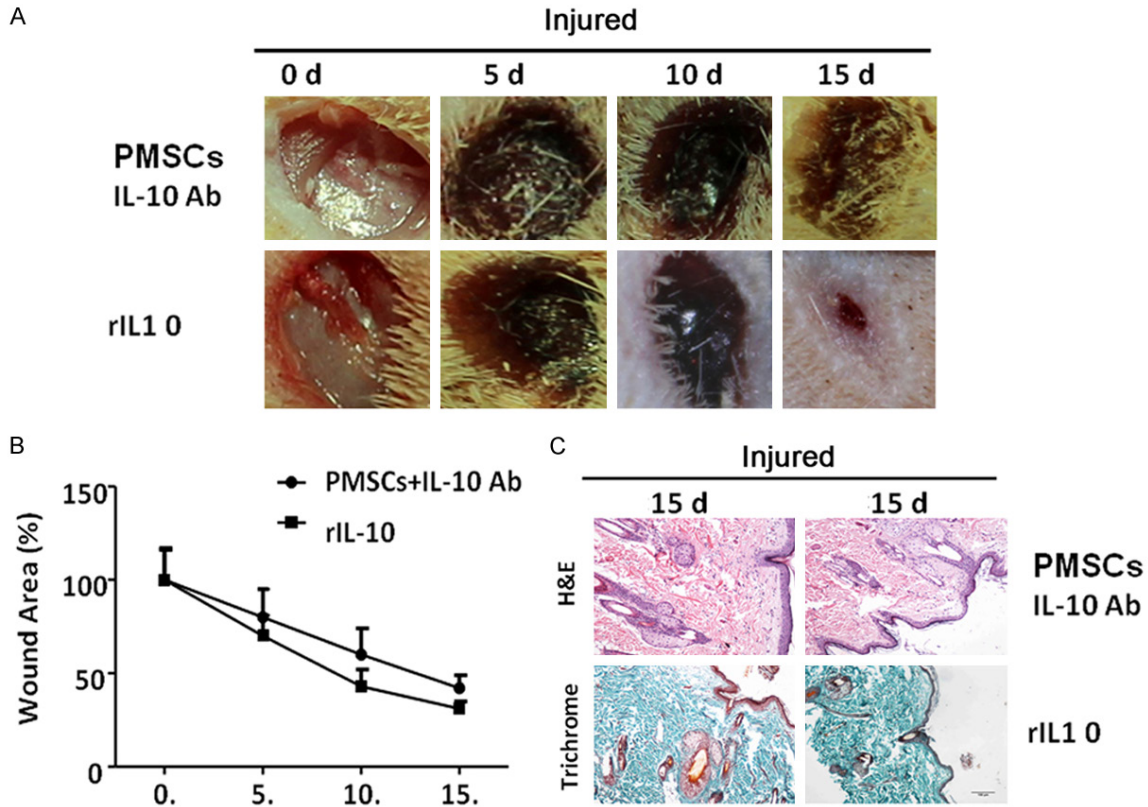 A
Injured
0 d 5 d 10 d 15 d
PMSCs
IL-10 Ab
rIL1 0
B
150
100
50
0
Wound Area (%)
PMSCs+IL-10 Ab
rIL-10
0. 5. 10. 15.
C
Injured
15 d 15 d
H&E
PMSCs
IL-10 Ab
Trichrome
rIL1 0